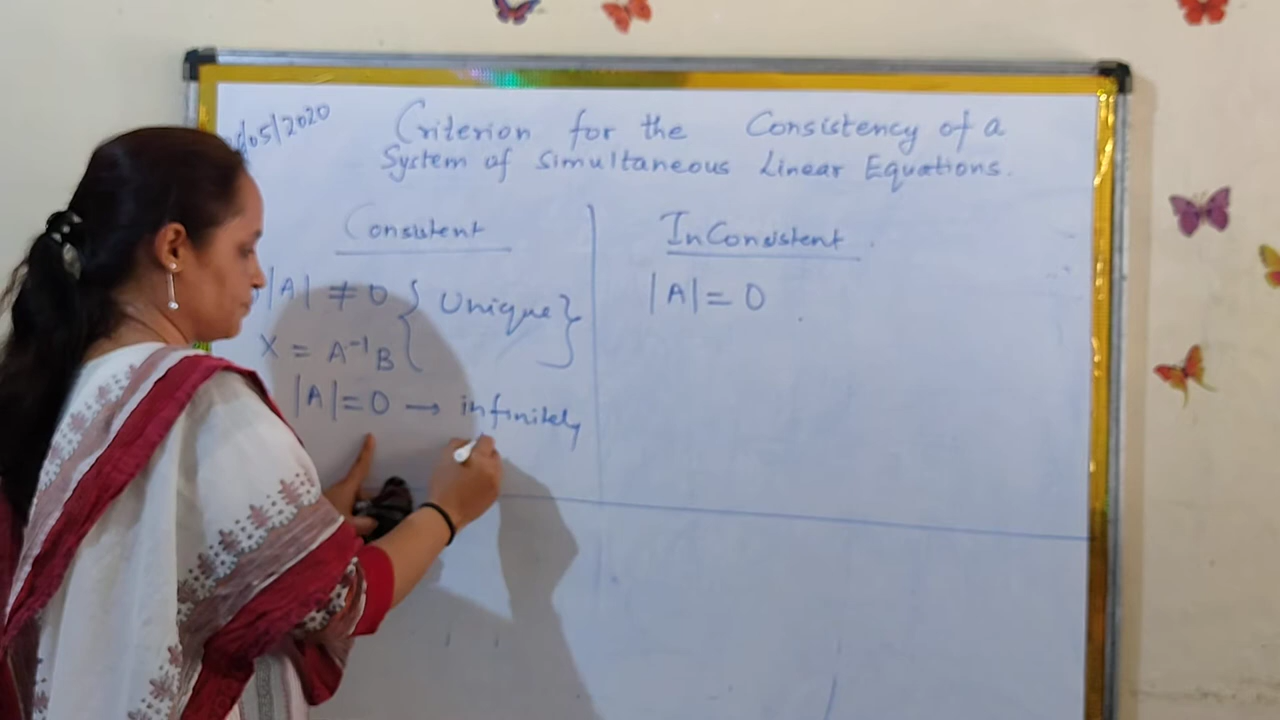 /05/2020
Criterion for the Consistency of a
System of Simultaneous Linear Equations.
Consistent
|A| ≠ 0 { Unique }
X = A⁻¹B
|A| = 0 → infinitely
InConsistent
|A| = 0